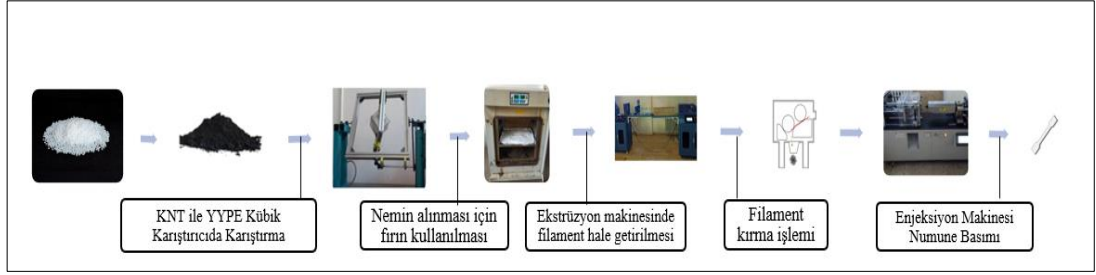 KNT ile YYPE Kübik
Karıştırıcıda Karıştırma
Nemin alınması için
fırın kullanılması
Ekstrüzyon makinesinde
filament hale getirilmesi
Filament
kırma işlemi
Enjeksiyon Makinesi
Numune Basımı